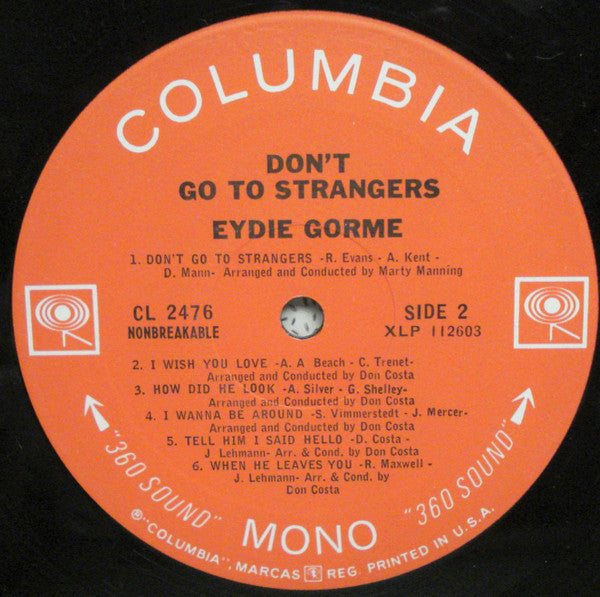 COLUMBIA
DON'T
GO TO STRANGERS
EYDIE GORME
1. DON'T GO TO STRANGERS -R. Evans - A. Kent -
D. Mann- Arranged and Conducted by Marty Manning
CL 2476
NONBREAKABLE
SIDE 2
XLP 112603
2. I WISH YOU LOVE -A. A Beach - C. Trenet-
Arranged and Conducted by Don Costa
3. HOW DID HE LOOK -A. Silver - G. Shelley-
Arranged and Conducted by Don Costa
4. I WANNA BE AROUND -S. Vimmerstedt - J. Mercer-
Arranged and Conducted by Don Costa
5. TELL HIM I SAID HELLO -D. Costa -
J. Lehmann- Arr. & Cond. by Don Costa
6. WHEN HE LEAVES YOU -R. Maxwell -
J. Lehmann- Arr. & Cond. by
Don Costa
"360 SOUND" MONO "360 SOUND"
℗"COLUMBIA", MARCAS REG. PRINTED IN U.S.A.